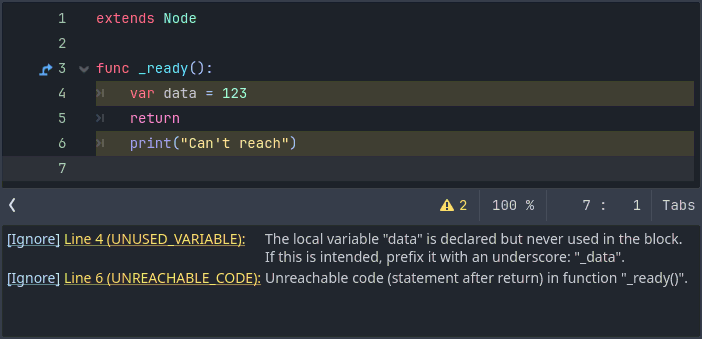 1 extends Node
2
3 func _ready():
4 var data = 123
5 return
6 print("Can't reach")
7
2 100 % 7 : 1 Tabs
[Ignore] Line 4 (UNUSED_VARIABLE): The local variable "data" is declared but never used in the block.
If this is intended, prefix it with an underscore: "_data".
[Ignore] Line 6 (UNREACHABLE_CODE): Unreachable code (statement after return) in function "_ready()".